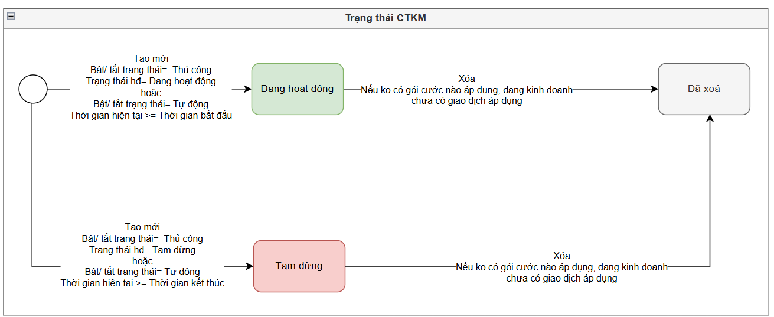 Trạng thái CTKM
Tạo mới
Bật/ tắt trạng thái= Thủ công
Trạng thái hđ= Đang hoạt động
hoặc
Bật/ tắt trạng thái= Tự động
Thời gian hiện tại >= Thời gian bắt đầu
Đang hoạt động
Xóa
Nếu ko có gói cước nào áp dụng, đang kinh doanh
chưa có giao dịch áp dụng
Đã xoá
Tạo mới
Bật/ tắt trạng thái= Thủ công
Trạng thái hđ= Tạm dừng
hoặc
Bật/ tắt trạng thái= Tự động
Thời gian hiện tại >= Thời gian kết thúc
Tạm dừng
Xóa
Nếu ko có gói cước nào áp dụng, đang kinh doanh
chưa có giao dịch áp dụng